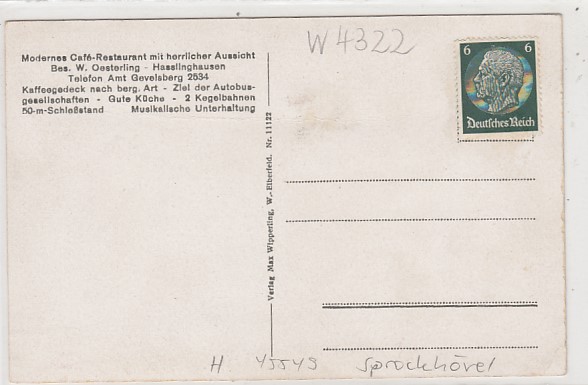 Modernes Café-Restaurant mit herrlicher Aussicht
Bes. W. Oesterling - Hasslinghausen
Telefon Amt Gevelsberg 2534
Kaffeegedeck nach berg. Art - Ziel der Autobus-
gesellschaften - Gute Küche - 2 Kegelbahnen
50-m-Schießstand Musikalische Unterhaltung
W 4322
6 6
Deutsches Reich
Verlag Max Wipperling, W.-Elberfeld. Nr. 11122
H 45549 Sprockhövel